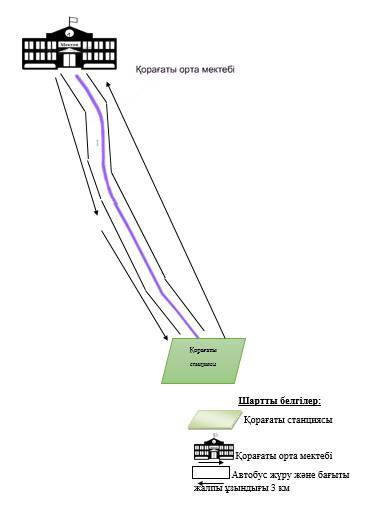 Мектеп
Қорағаты орта мектебі
Қорағаты
станциясы
Шартты белгілер:
Қорағаты станциясы
Қорағаты орта мектебі
Автобус жүру және бағыты
жалпы ұзындығы 3 км